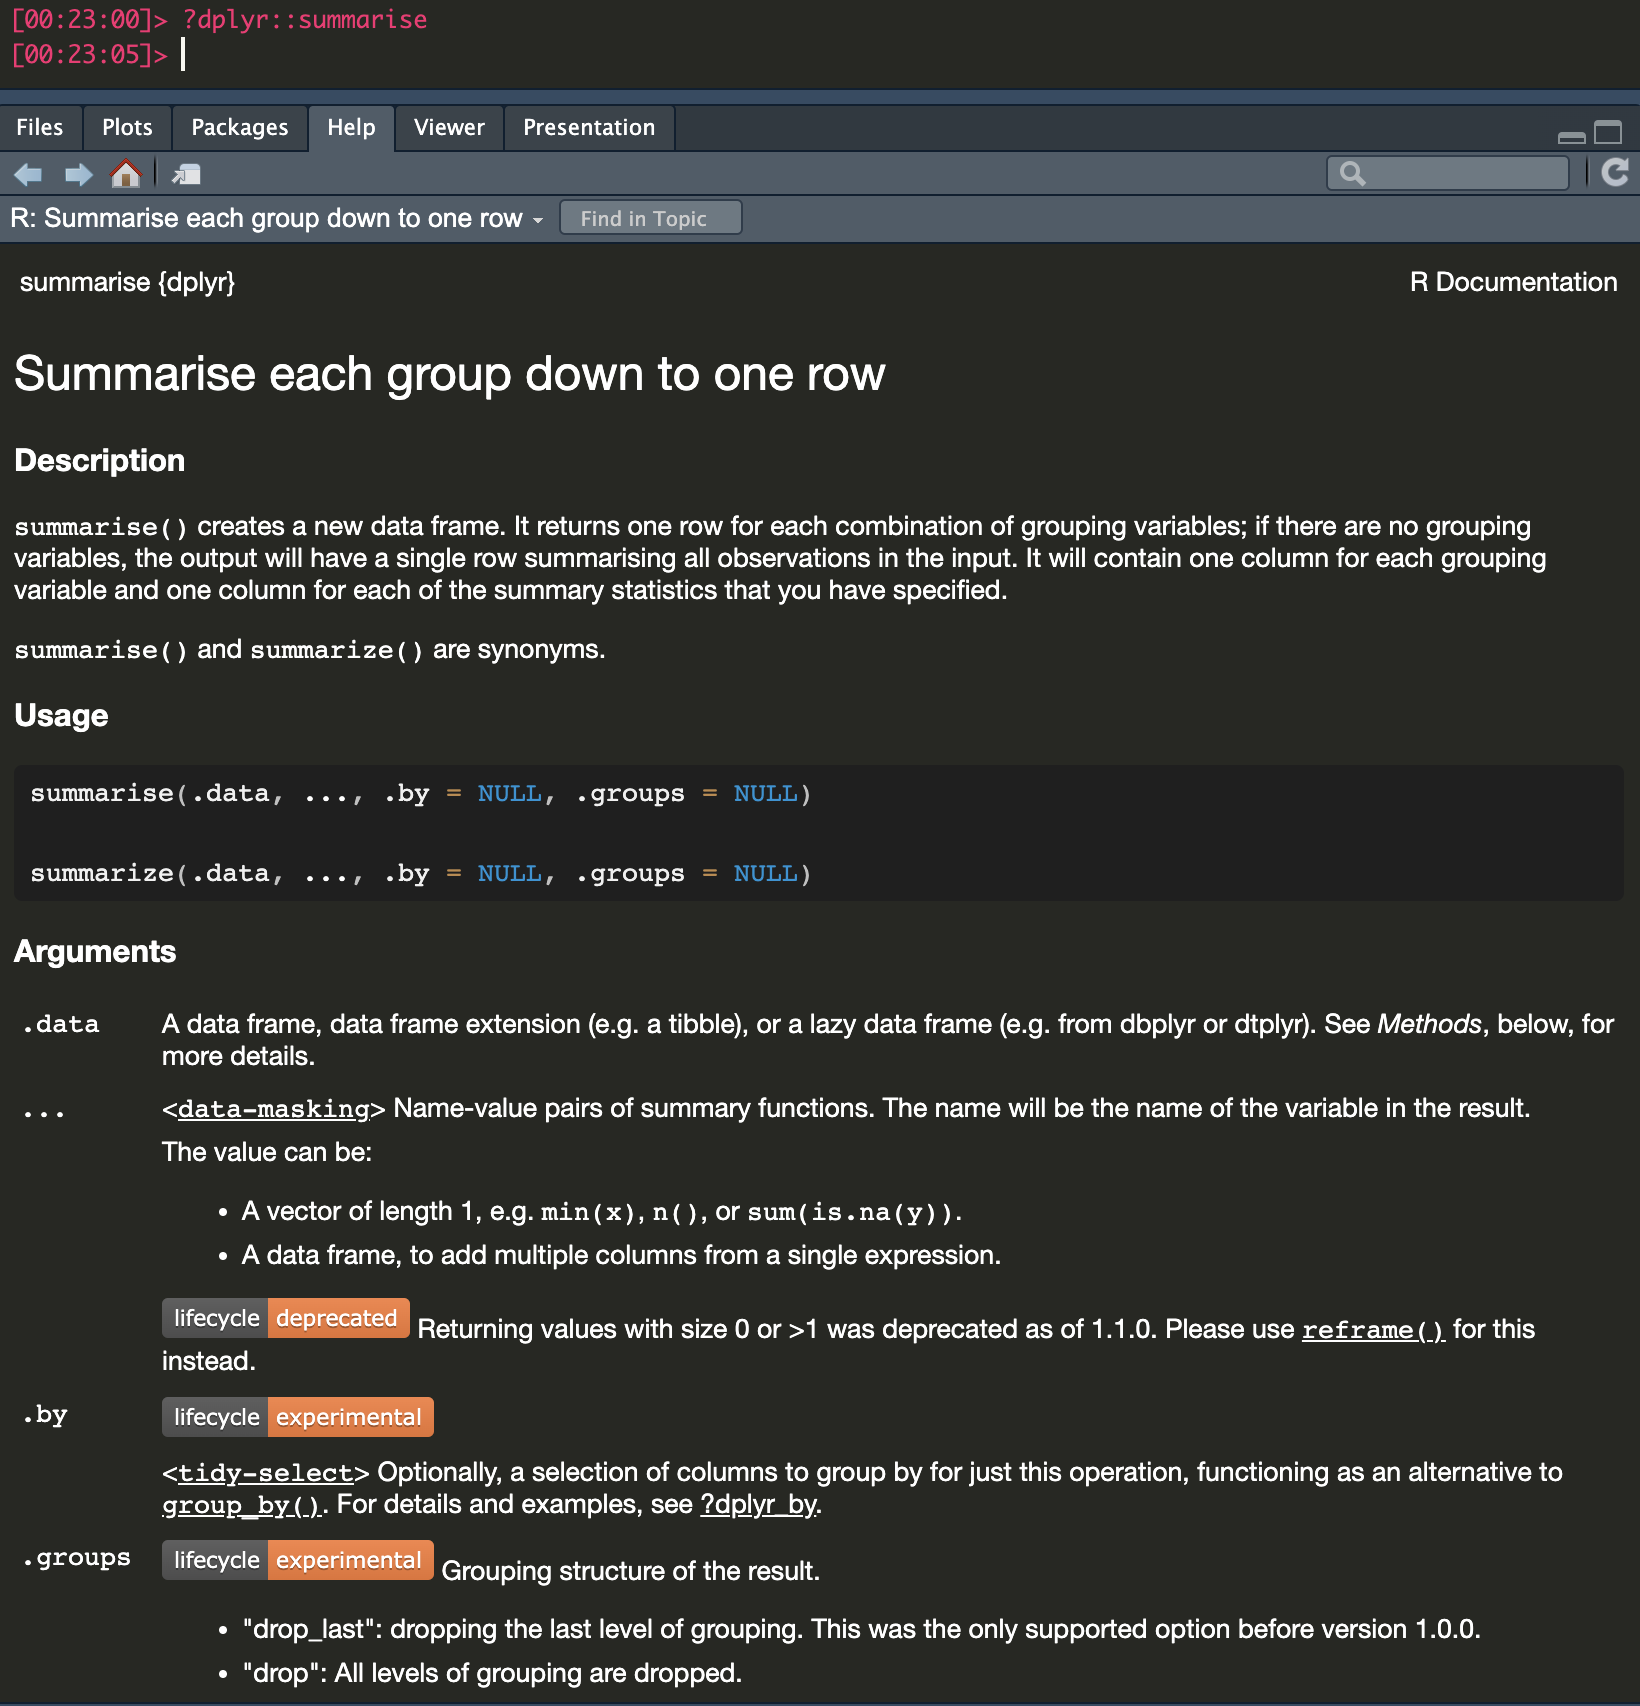 [00:23:00]> ?dplyr::summarise
[00:23:05]>
Files Plots Packages Help Viewer Presentation
R: Summarise each group down to one row Find in Topic
summarise {dplyr} R Documentation
Summarise each group down to one row
Description
summarise() creates a new data frame. It returns one row for each combination of grouping variables; if there are no grouping
variables, the output will have a single row summarising all observations in the input. It will contain one column for each grouping
variable and one column for each of the summary statistics that you have specified.
summarise() and summarize() are synonyms.
Usage
summarise(.data, ..., .by = NULL, .groups = NULL)
summarize(.data, ..., .by = NULL, .groups = NULL)
Arguments
.data A data frame, data frame extension (e.g. a tibble), or a lazy data frame (e.g. from dbplyr or dtplyr). See Methods, below, for
more details.
... <data-masking> Name-value pairs of summary functions. The name will be the name of the variable in the result.
The value can be:
• A vector of length 1, e.g. min(x), n(), or sum(is.na(y)).
• A data frame, to add multiple columns from a single expression.
lifecycle deprecated Returning values with size 0 or >1 was deprecated as of 1.1.0. Please use reframe() for this
instead.
.by lifecycle experimental
<tidy-select> Optionally, a selection of columns to group by for just this operation, functioning as an alternative to
group_by(). For details and examples, see ?dplyr_by.
.groups lifecycle experimental Grouping structure of the result.
• "drop_last": dropping the last level of grouping. This was the only supported option before version 1.0.0.
• "drop": All levels of grouping are dropped.